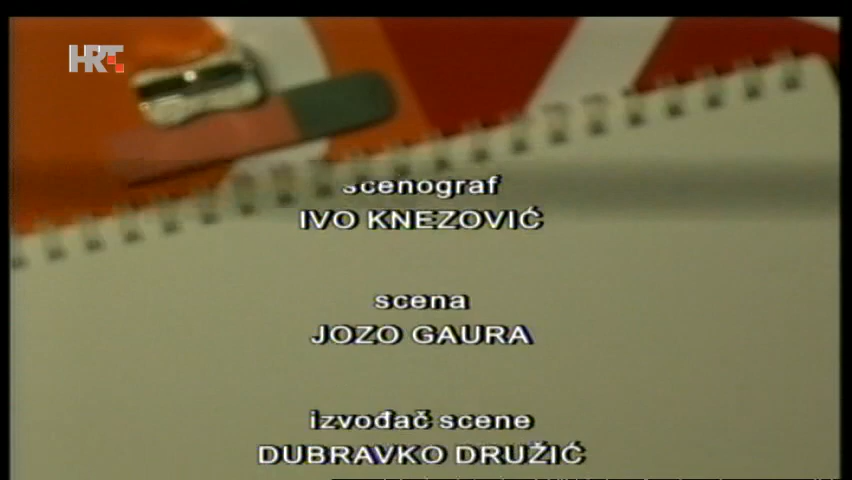 HRT
scenograf
IVO KNEZOVIĆ
scena
JOZO GAURA
izvođač scene
DUBRAVKO DRUŽIĆ